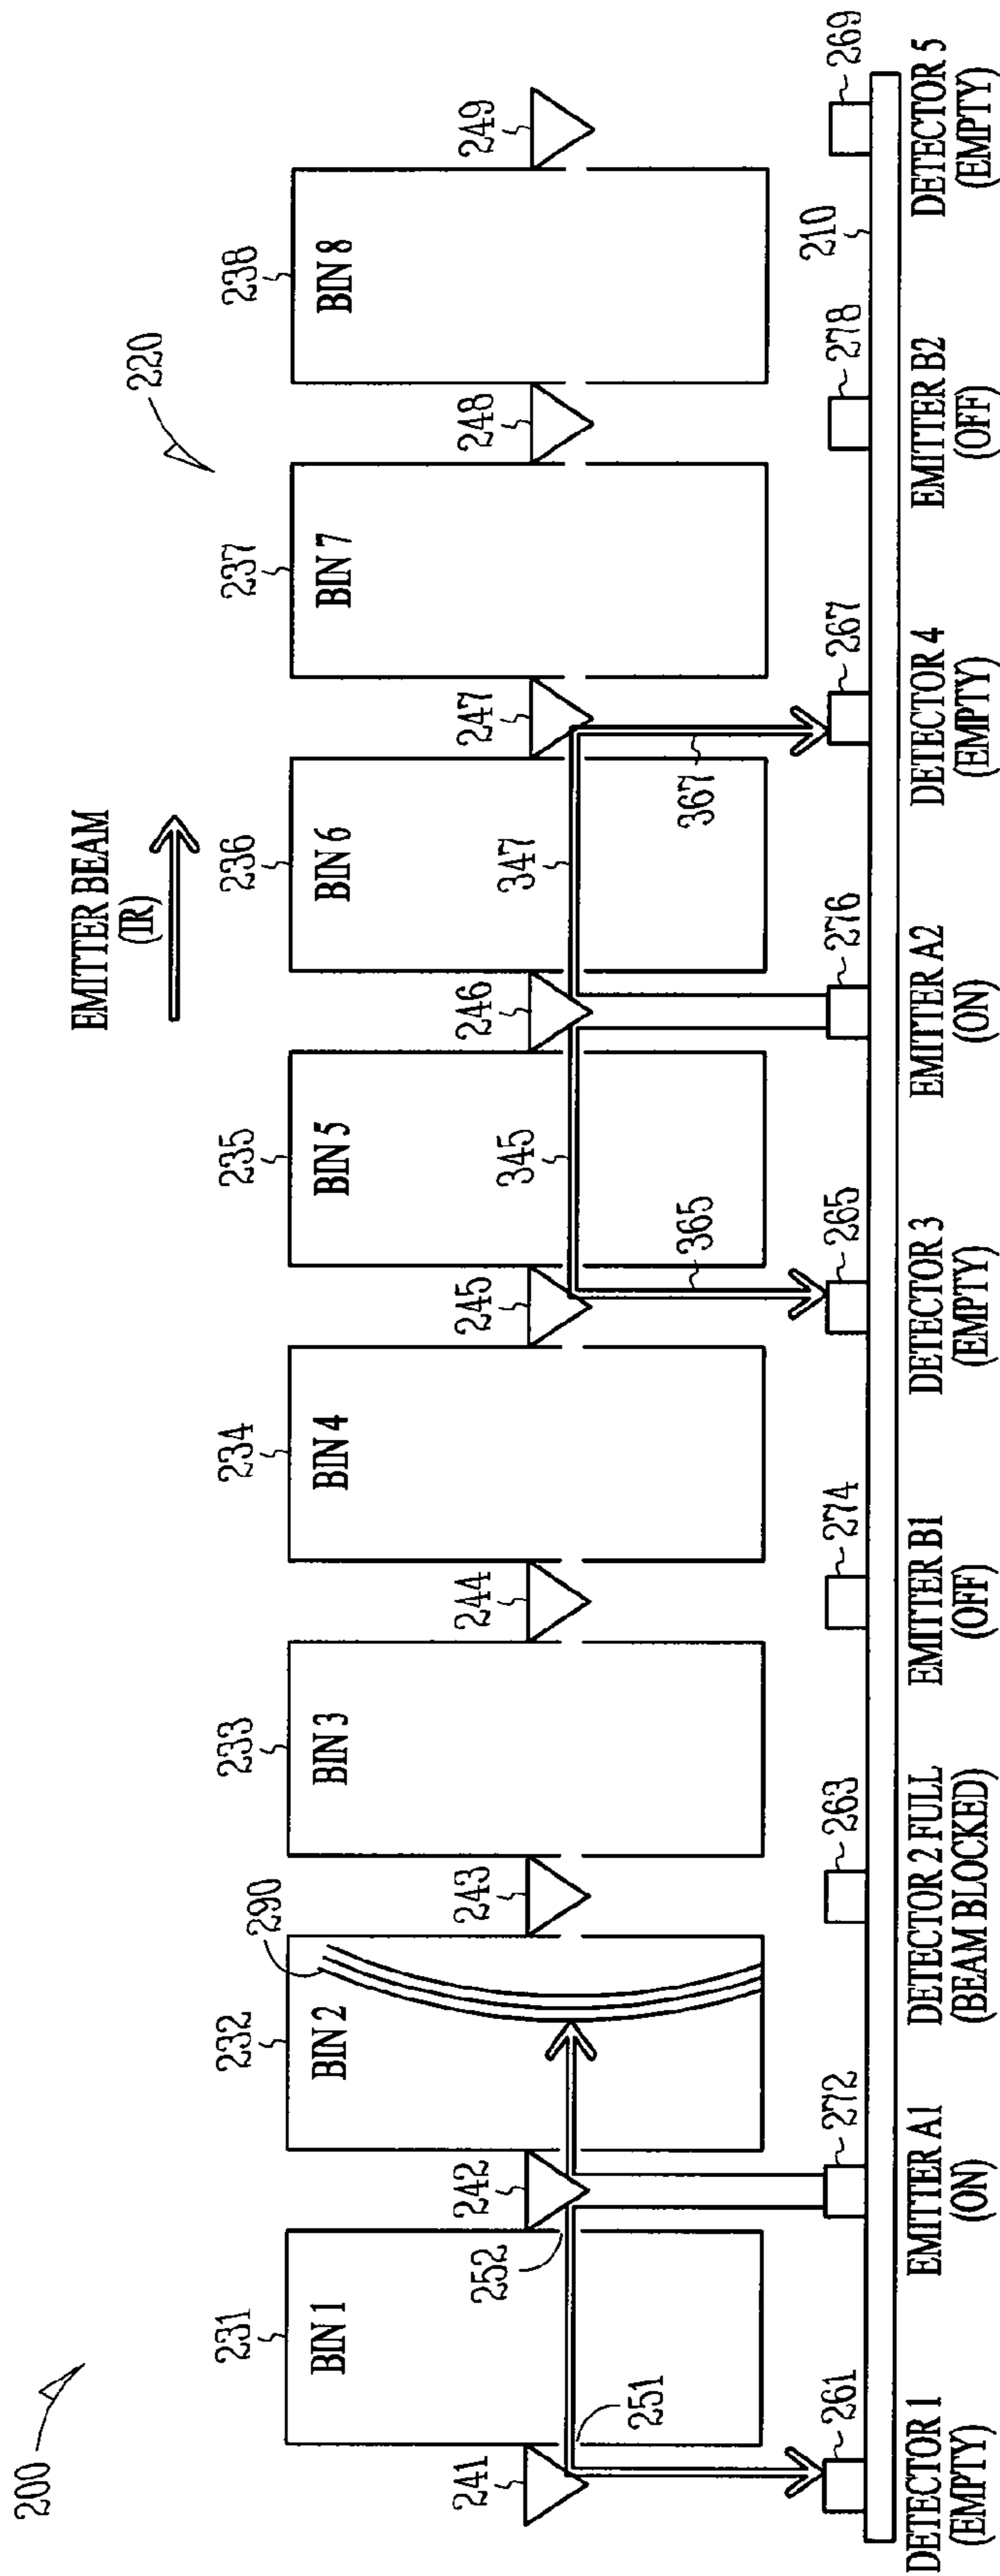 200
220
EMITTER BEAM
(IR)
231
232
233
234
235
236
237
238
BIN 1
BIN 2
BIN 3
BIN 4
BIN 5
BIN 6
BIN 7
BIN 8
290
241
242
243
244
245
246
247
248
249
252
251
345
347
365
367
261
272
263
274
265
276
267
278
210
269
DETECTOR 1
(EMPTY)
EMITTER A1
(ON)
DETECTOR 2 FULL
(BEAM BLOCKED)
EMITTER B1
(OFF)
DETECTOR 3
(EMPTY)
EMITTER A2
(ON)
DETECTOR 4
(EMPTY)
EMITTER B2
(OFF)
DETECTOR 5
(EMPTY)